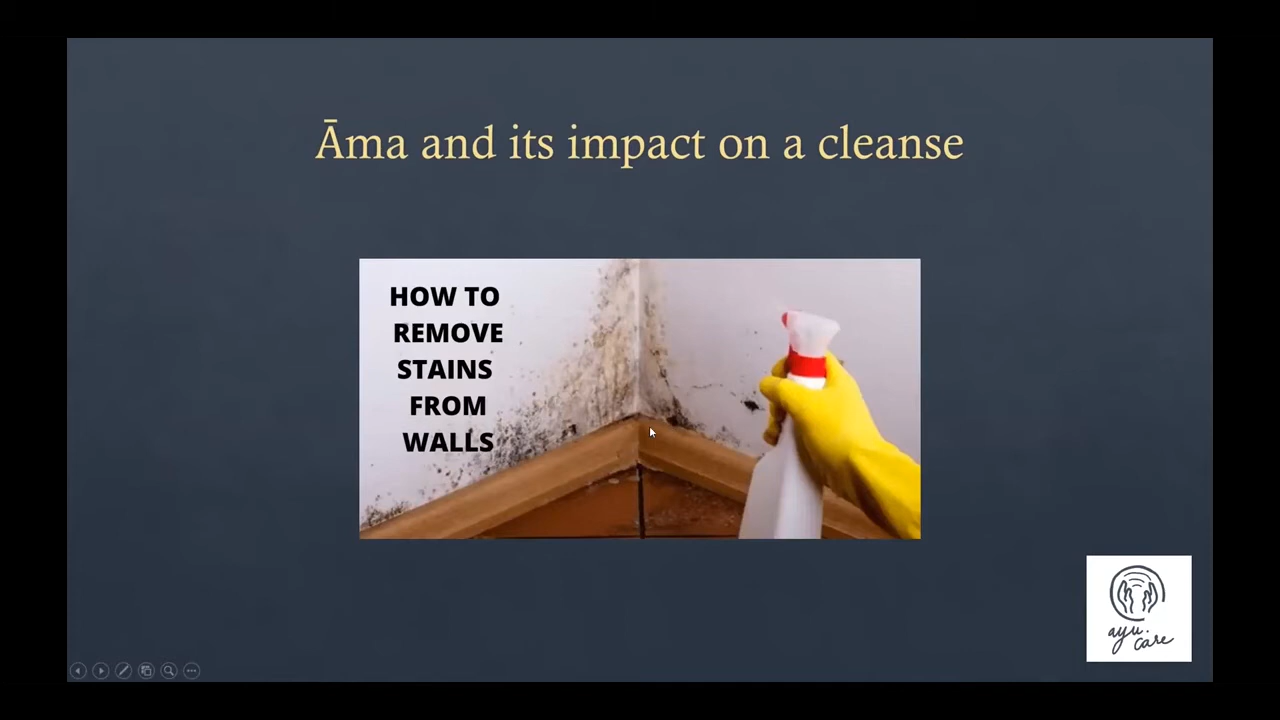 Āma and its impact on a cleanse
HOW TO
REMOVE
STAINS
FROM
WALLS
ayu.
care